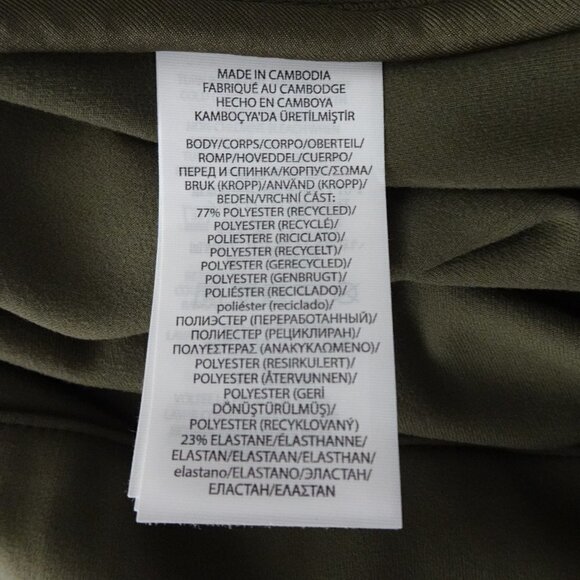 MADE IN CAMBODIA
FABRIQUÉ AU CAMBODGE
HECHO EN CAMBOYA
KAMBOÇYA'DA ÜRETİLMİŞTİR
BODY/CORPS/CORPO/OBERTEIL/
ROMP/HOVEDDEL/CUERPO/
ПЕРЕД И СПИНКА/КОРПУС/ΣΩΜΑ/
BRUK (KROPP)/ANVÄND (KROPP)/
BEDEN/VRCHNÍ ČÁST:
77% POLYESTER (RECYCLED)/
POLYESTER (RECYCLÉ)/
POLIESTERE (RICICLATO)/
POLYESTER (RECYCELT)/
POLYESTER (GERECYCLED)/
POLYESTER (GENBRUGT)/
POLIÉSTER (RECICLADO)/
poliéster (reciclado)/
ПОЛИЭСТЕР (ПЕРЕРАБОТАННЫЙ)/
ПОЛИЕСТЕР (РЕЦИКЛИРАН)/
ΠΟΛΥΕΣΤΕΡΑΣ (ΑΝΑΚΥΚΛΩΜΕΝΟ)/
POLYESTER (RESIRKULERT)/
POLYESTER (ÅTERVUNNEN)/
POLYESTER (GERİ
DÖNÜŞTÜRÜLMÜŞ)/
POLYESTER (RECYKLOVANÝ)
23% ELASTANE/ÉLASTHANNE/
ELASTAN/ELASTAAN/ELASTHAN/
elastano/ELASTANO/ЭЛАСТАН/
ЕЛАСТАН/ΕΛΑΣΤΑΝ